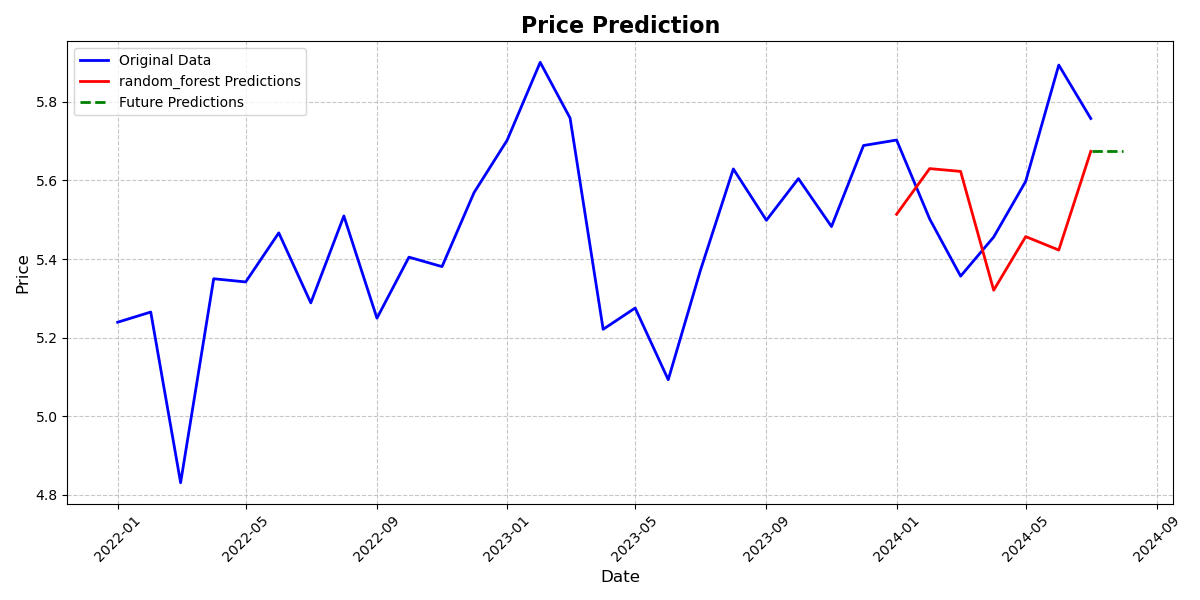 Price Prediction
Original Data
random_forest Predictions
Future Predictions
Price
5.8
5.6
5.4
5.2
5.0
4.8
2022-01
2022-05
2022-09
2023-01
2023-05
2023-09
2024-01
2024-05
2024-09
Date